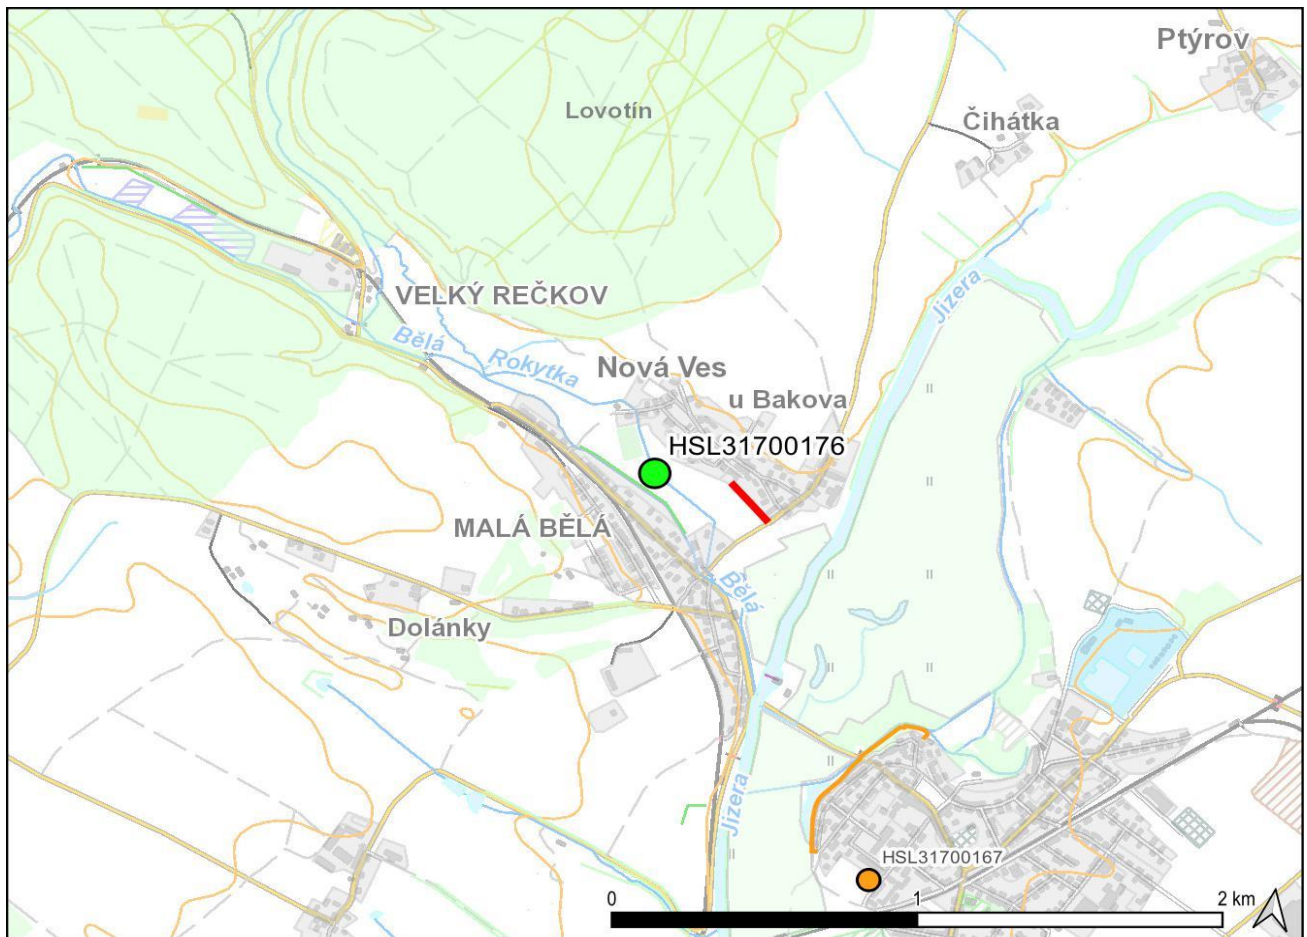 Ptýrov
Lovotín
Čihátka
VELKÝ REČKOV
Bělá
Rokytka
Jizera
Nová Ves
u Bakova
HSL31700176
MALÁ BĚLÁ
Bělá
Dolánky
Jizera
HSL31700167
0 1 2 km